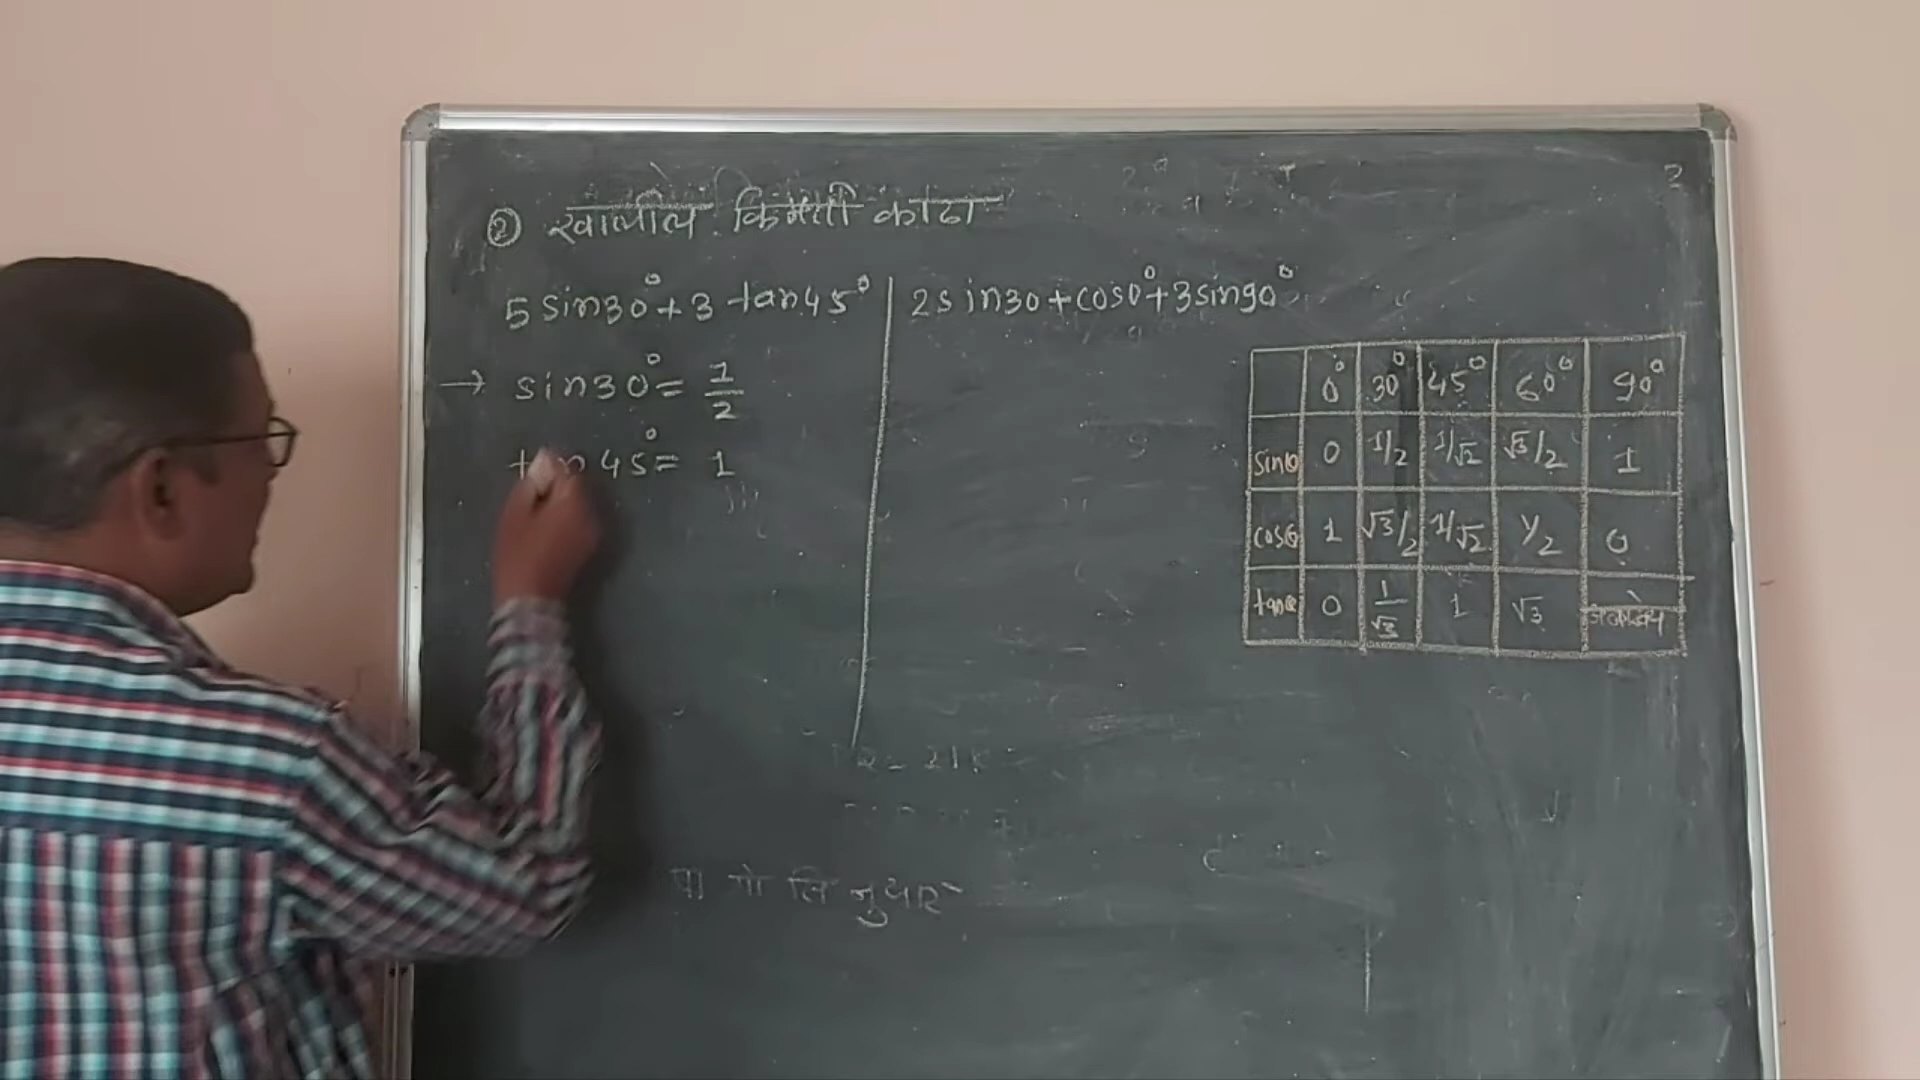 ② खालील किंमती काढा
5 sin30° + 3 tan45°
2 sin30 + cos0° + 3 sin90°
→ sin30° = 1/2
tan 45° = 1
0° 30° 45° 60° 90°
sinθ 0 1/2 1/√2 √3/2 1
cosθ 1 √3/2 1/√2 1/2 0
tanθ 0 1/√3 1 √3